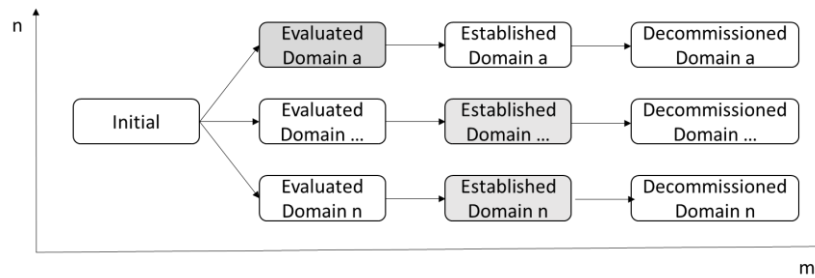 n
Evaluated
Domain a
Established
Domain a
Decommissioned
Domain a
Initial
Evaluated
Domain ...
Established
Domain ...
Decommissioned
Domain ...
Evaluated
Domain n
Established
Domain n
Decommissioned
Domain n
m